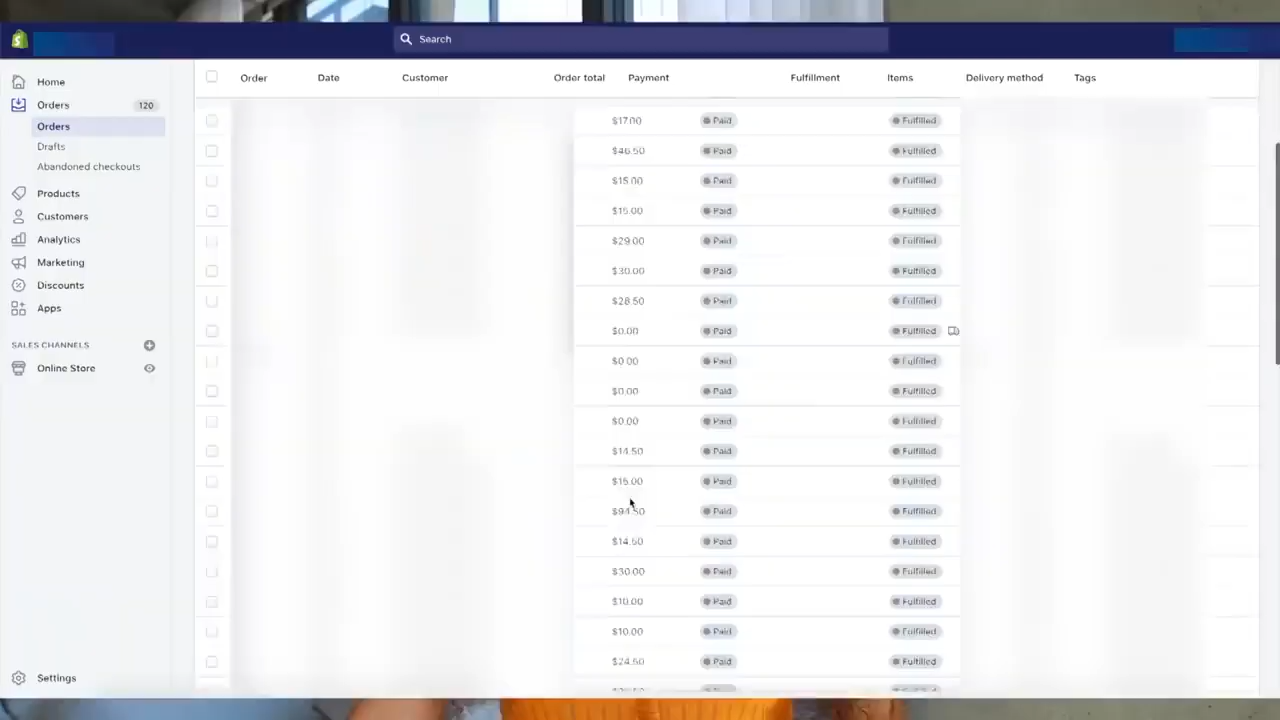 Search
Order Date Customer Order total Payment Fulfillment Items Delivery method Tags
Home
Orders 120
Orders
Drafts
Abandoned checkouts
Products
Customers
Analytics
Marketing
Discounts
Apps
SALES CHANNELS
Online Store
Settings
$17.00 Paid Fulfilled
$46.50 Paid Fulfilled
$15.00 Paid Fulfilled
$15.00 Paid Fulfilled
$29.00 Paid Fulfilled
$30.00 Paid Fulfilled
$28.50 Paid Fulfilled
$0.00 Paid Fulfilled
$0.00 Paid Fulfilled
$0.00 Paid Fulfilled
$0.00 Paid Fulfilled
$14.50 Paid Fulfilled
Paid Fulfilled
$94.50 Paid Fulfilled
$14.50 Paid Fulfilled
$30.00 Paid Fulfilled
$10.00 Paid Fulfilled
$10.00 Paid Fulfilled
$24.50 Paid Fulfilled